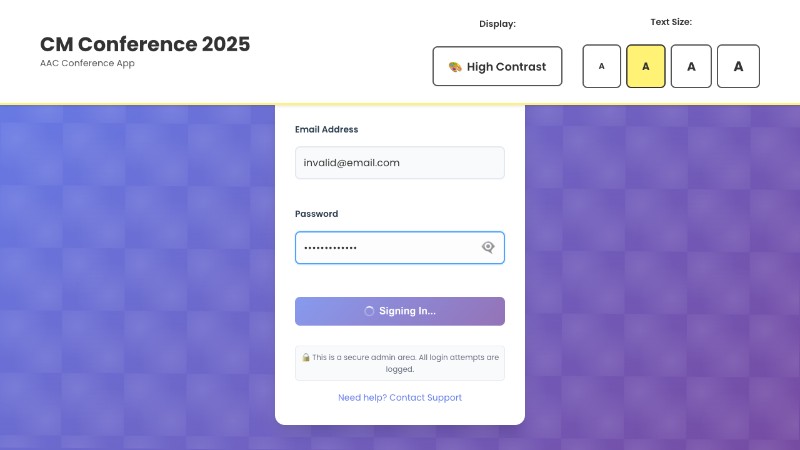 CM Conference 2025
AAC Conference App
Display:
High Contrast
Text Size:
A A A A
Email Address
invalid@email.com
Password
•••••••••••••
Signing In...
This is a secure admin area. All login attempts are
logged.
Need help? Contact Support